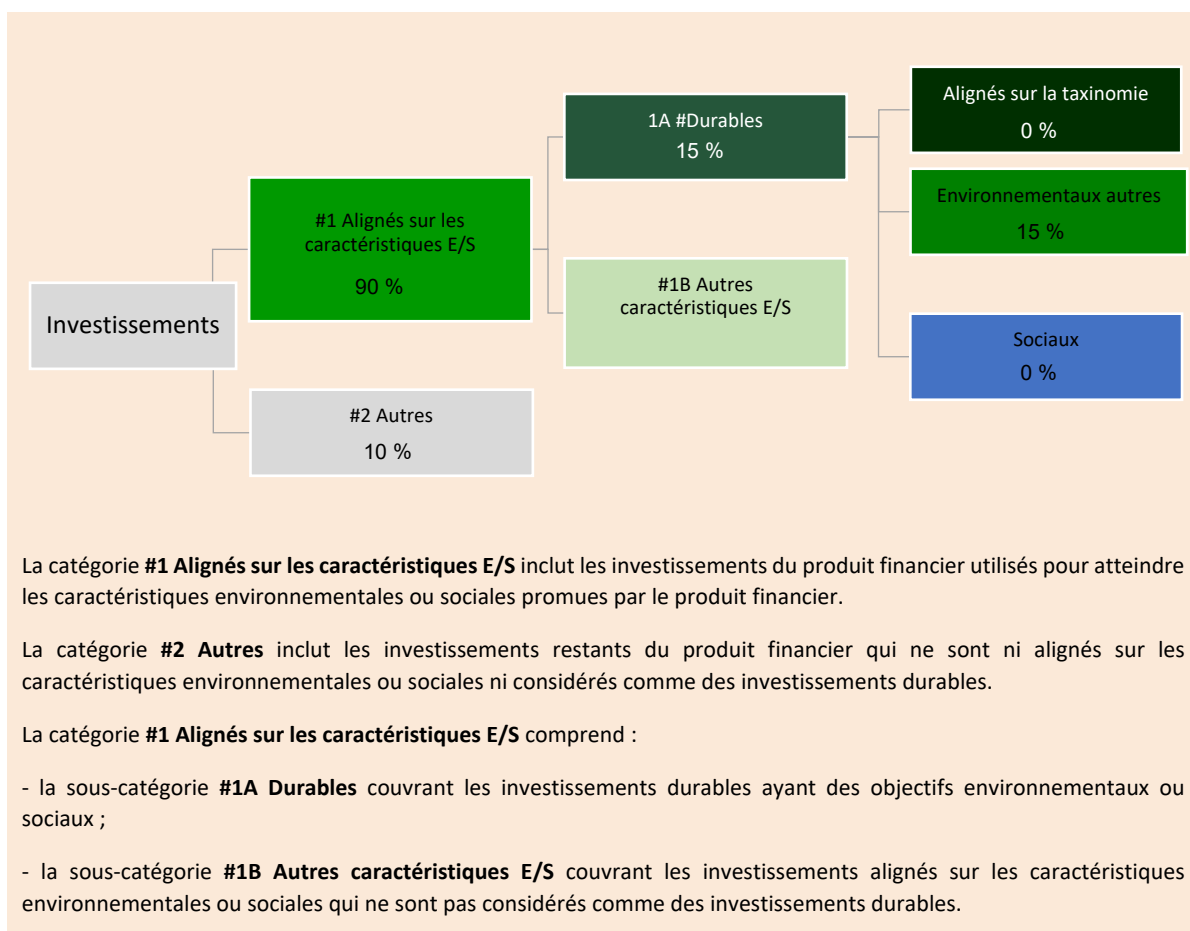 Investissements
#1 Alignés sur les
caractéristiques E/S
90 %
#2 Autres
10 %
1A #Durables
15 %
#1B Autres
caractéristiques E/S
Alignés sur la taxinomie
0 %
Environnementaux autres
15 %
Sociaux
0 %
La catégorie #1 Alignés sur les caractéristiques E/S inclut les investissements du produit financier utilisés pour atteindre
les caractéristiques environnementales ou sociales promues par le produit financier.
La catégorie #2 Autres inclut les investissements restants du produit financier qui ne sont ni alignés sur les
caractéristiques environnementales ou sociales ni considérés comme des investissements durables.
La catégorie #1 Alignés sur les caractéristiques E/S comprend :
- la sous-catégorie #1A Durables couvrant les investissements durables ayant des objectifs environnementaux ou
sociaux ;
- la sous-catégorie #1B Autres caractéristiques E/S couvrant les investissements alignés sur les caractéristiques
environnementales ou sociales qui ne sont pas considérés comme des investissements durables.